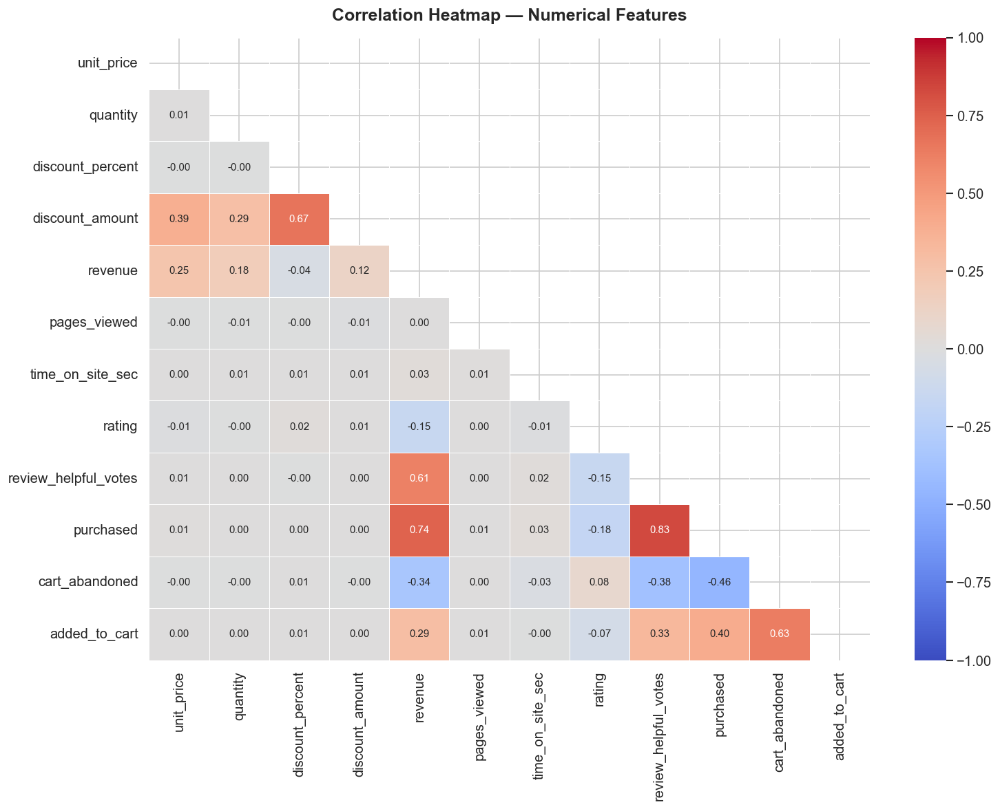 Correlation Heatmap — Numerical Features
unit_price
quantity 0.01
discount_percent -0.00 -0.00
discount_amount 0.39 0.29 0.67
revenue 0.25 0.18 -0.04 0.12
pages_viewed -0.00 -0.01 -0.00 -0.01 0.00
time_on_site_sec 0.00 0.01 0.01 0.01 0.03 0.01
rating -0.01 -0.00 0.02 0.01 -0.15 0.00 -0.01
review_helpful_votes 0.01 0.00 -0.00 0.00 0.61 0.00 0.02 -0.15
purchased 0.01 0.00 0.00 0.00 0.74 0.01 0.03 -0.18 0.83
cart_abandoned -0.00 -0.00 0.01 -0.00 -0.34 0.00 -0.03 0.08 -0.38 -0.46
added_to_cart 0.00 0.00 0.01 0.00 0.29 0.01 -0.00 -0.07 0.33 0.40 0.63
unit_price
quantity
discount_percent
discount_amount
revenue
pages_viewed
time_on_site_sec
rating
review_helpful_votes
purchased
cart_abandoned
added_to_cart
1.00
0.75
0.50
0.25
0.00
−0.25
−0.50
−0.75
−1.00